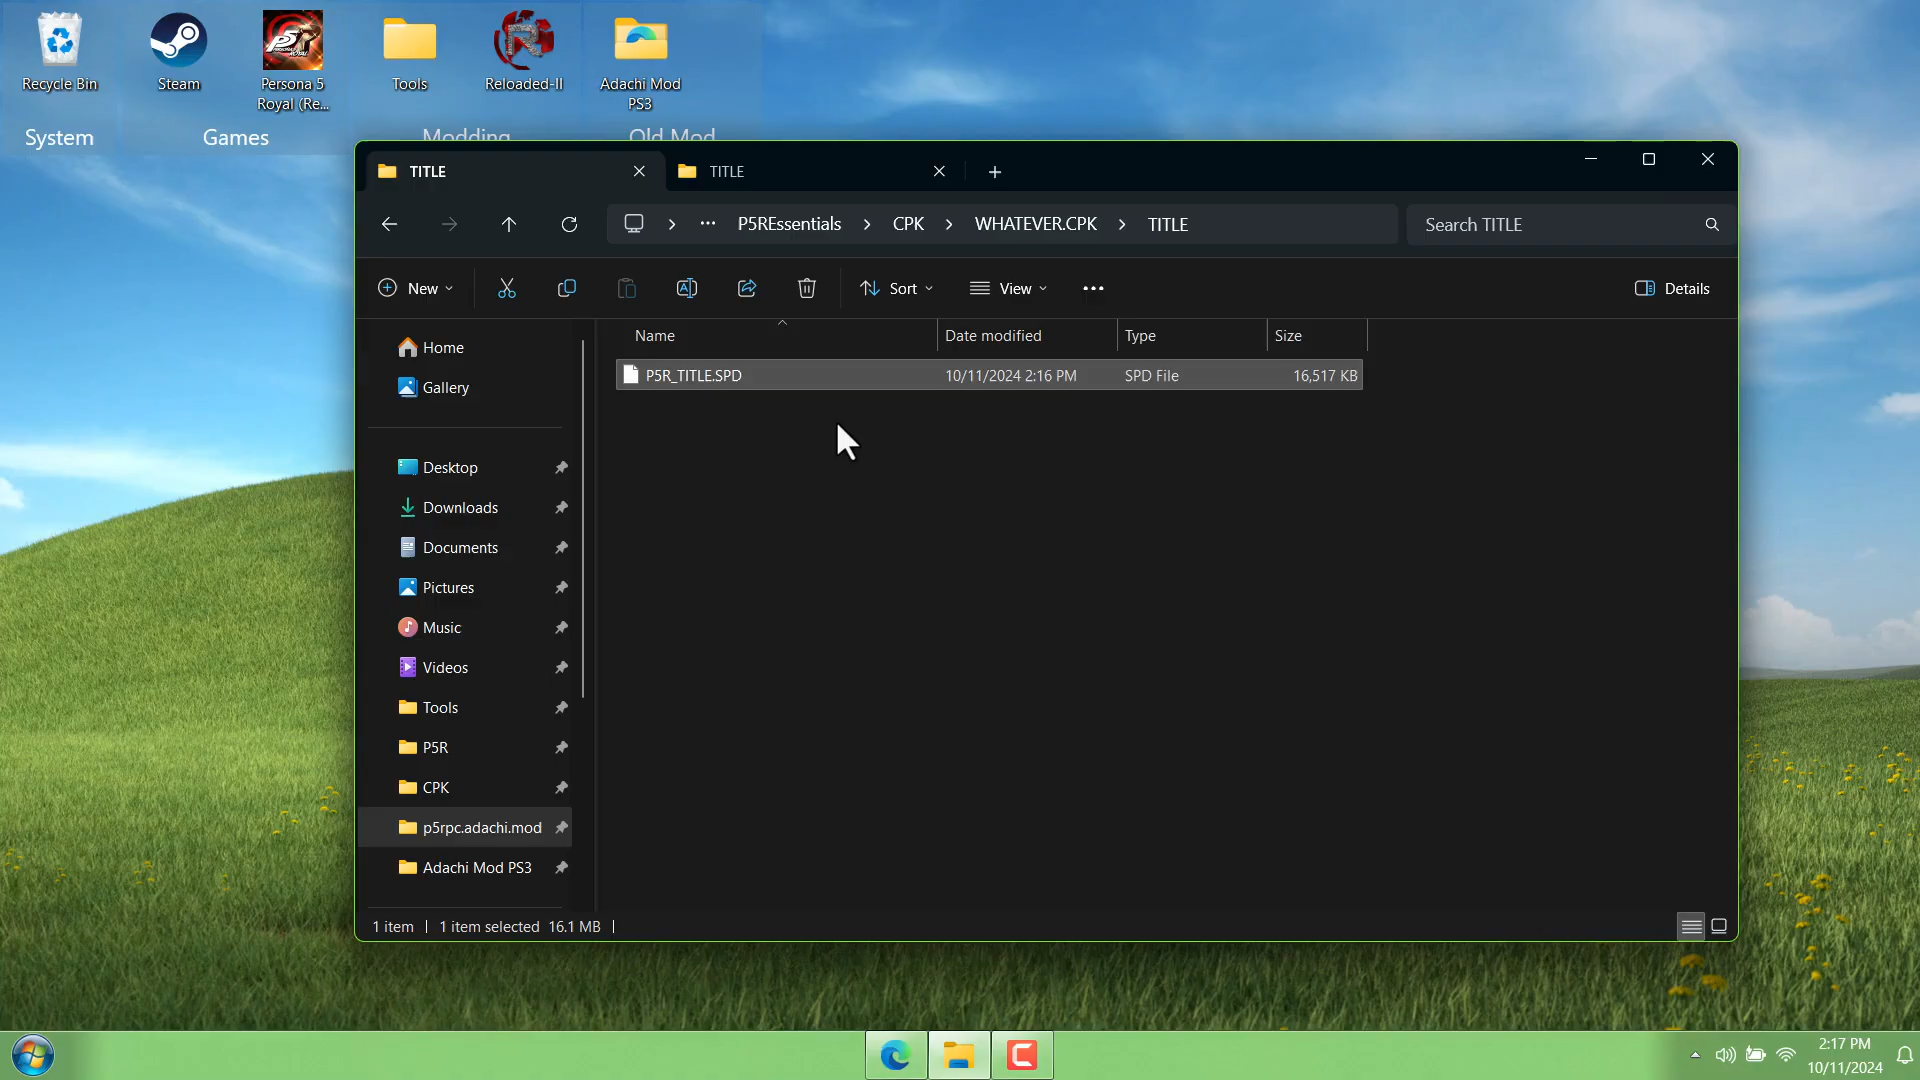 Recycle Bin
Steam
Persona 5
Royal (Re...
Tools
Reloaded-II
Adachi Mod
PS3
System
Games
Modding
Old Mod
TITLE
TITLE
P5REssentials
CPK
WHATEVER.CPK
TITLE
Search TITLE
New
Sort
View
Details
Name
Date modified
Type
Size
P5R_TITLE.SPD
10/11/2024 2:16 PM
SPD File
16,517 KB
Home
Gallery
Desktop
Downloads
Documents
Pictures
Music
Videos
Tools
P5R
CPK
p5rpc.adachi.mod
Adachi Mod PS3
1 item
1 item selected 16.1 MB
2:17 PM
10/11/2024